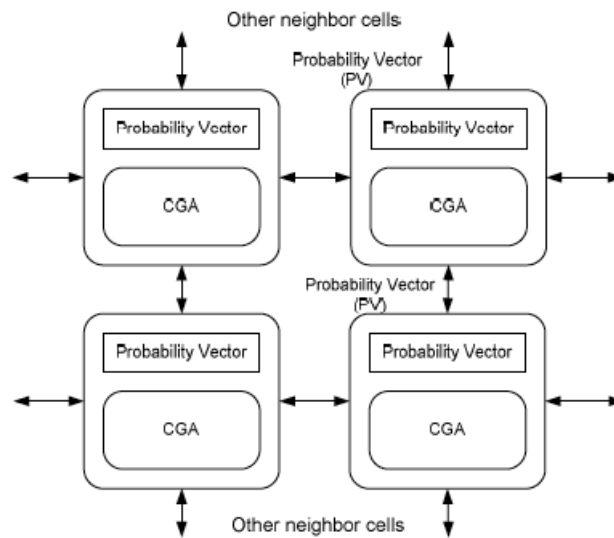 Other neighbor cells
Probability Vector
(PV)
Probability Vector
Probability Vector
CGA
CGA
Probability Vector
(PV)
Probability Vector
Probability Vector
CGA
CGA
Other neighbor cells